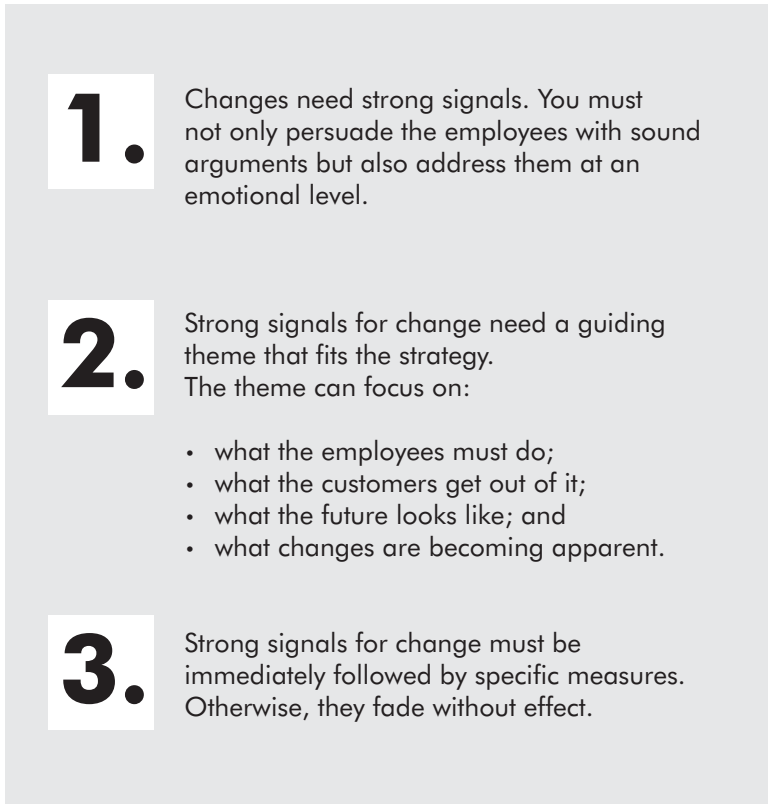 1.
Changes need strong signals. You must
not only persuade the employees with sound
arguments but also address them at an
emotional level.
2.
Strong signals for change need a guiding
theme that fits the strategy.
The theme can focus on:
• what the employees must do;
• what the customers get out of it;
• what the future looks like; and
• what changes are becoming apparent.
3.
Strong signals for change must be
immediately followed by specific measures.
Otherwise, they fade without effect.